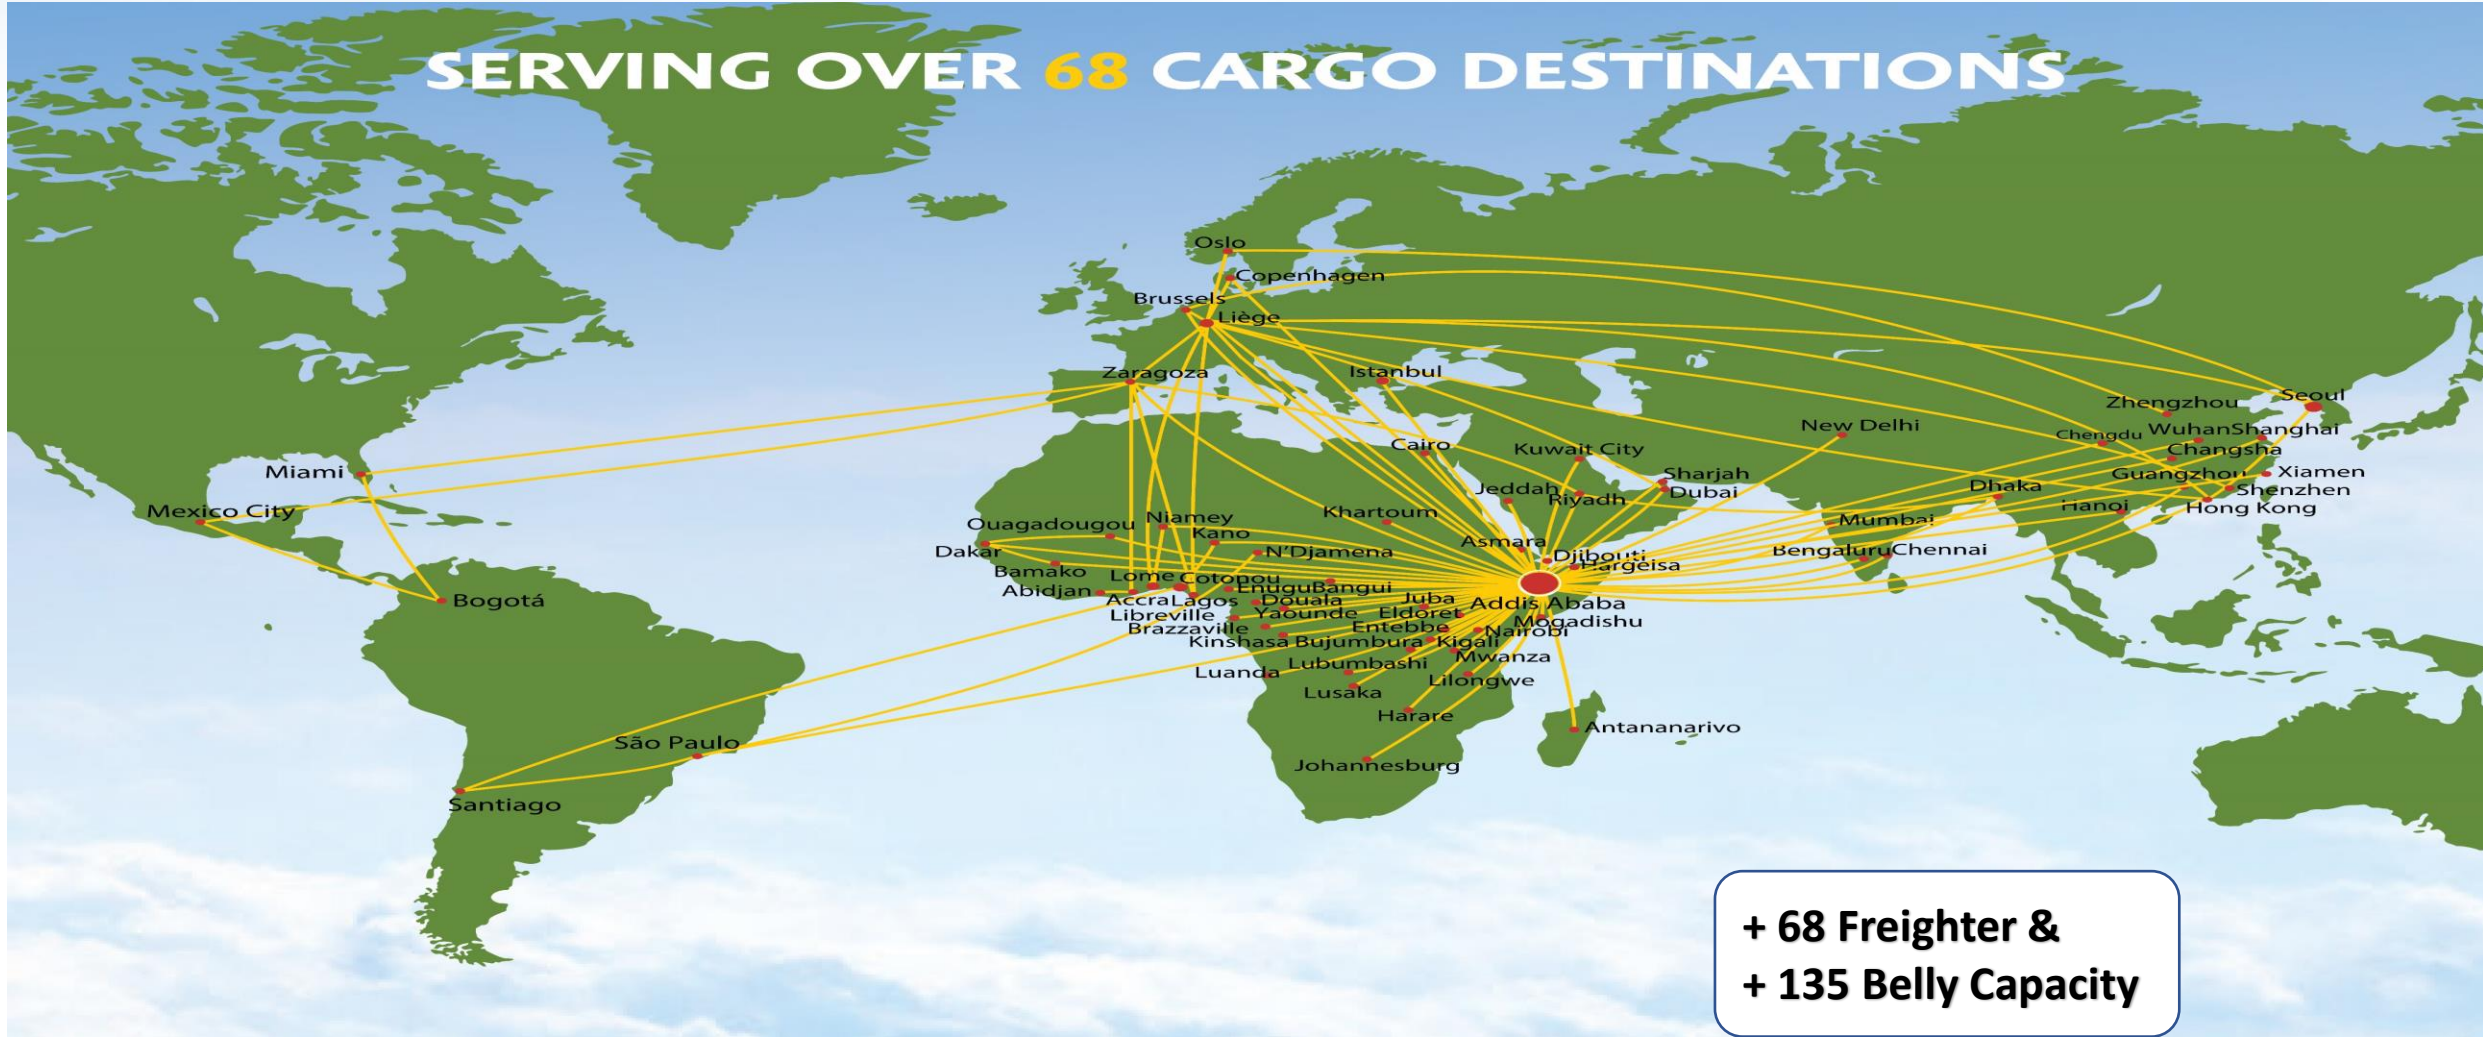 SERVING OVER 68 CARGO DESTINATIONS
Oslo
Copenhagen
Brussels
Liège
Zaragoza
Istanbul
Seoul
Zhengzhou
New Delhi
Chengdu
Wuhan
Shanghai
Cairo
Kuwait City
Changsha
Miami
Sharjah
Guangzhou
Xiamen
Jeddah
Riyadh
Dubai
Dhaka
Shenzhen
Mexico City
Khartoum
Hanoi
Hong Kong
Niamey
Ouagadougou
Kano
Mumbai
Asmara
Dakar
N'Djamena
Djibouti
Bengaluru
Chennai
Hargeisa
Bamako
Lome
Cotonou
Enugu
Bangui
Abidjan
Accra
Lagos
Douala
Juba
Addis Ababa
Bogotá
Libreville
Yaounde
Eldoret
Mogadishu
Brazzaville
Entebbe
Nairobi
Kinshasa
Bujumbura
Kigali
Mwanza
Lubumbashi
Luanda
Lilongwe
Lusaka
Harare
Antananarivo
São Paulo
Johannesburg
Santiago
+ 68 Freighter &
+ 135 Belly Capacity